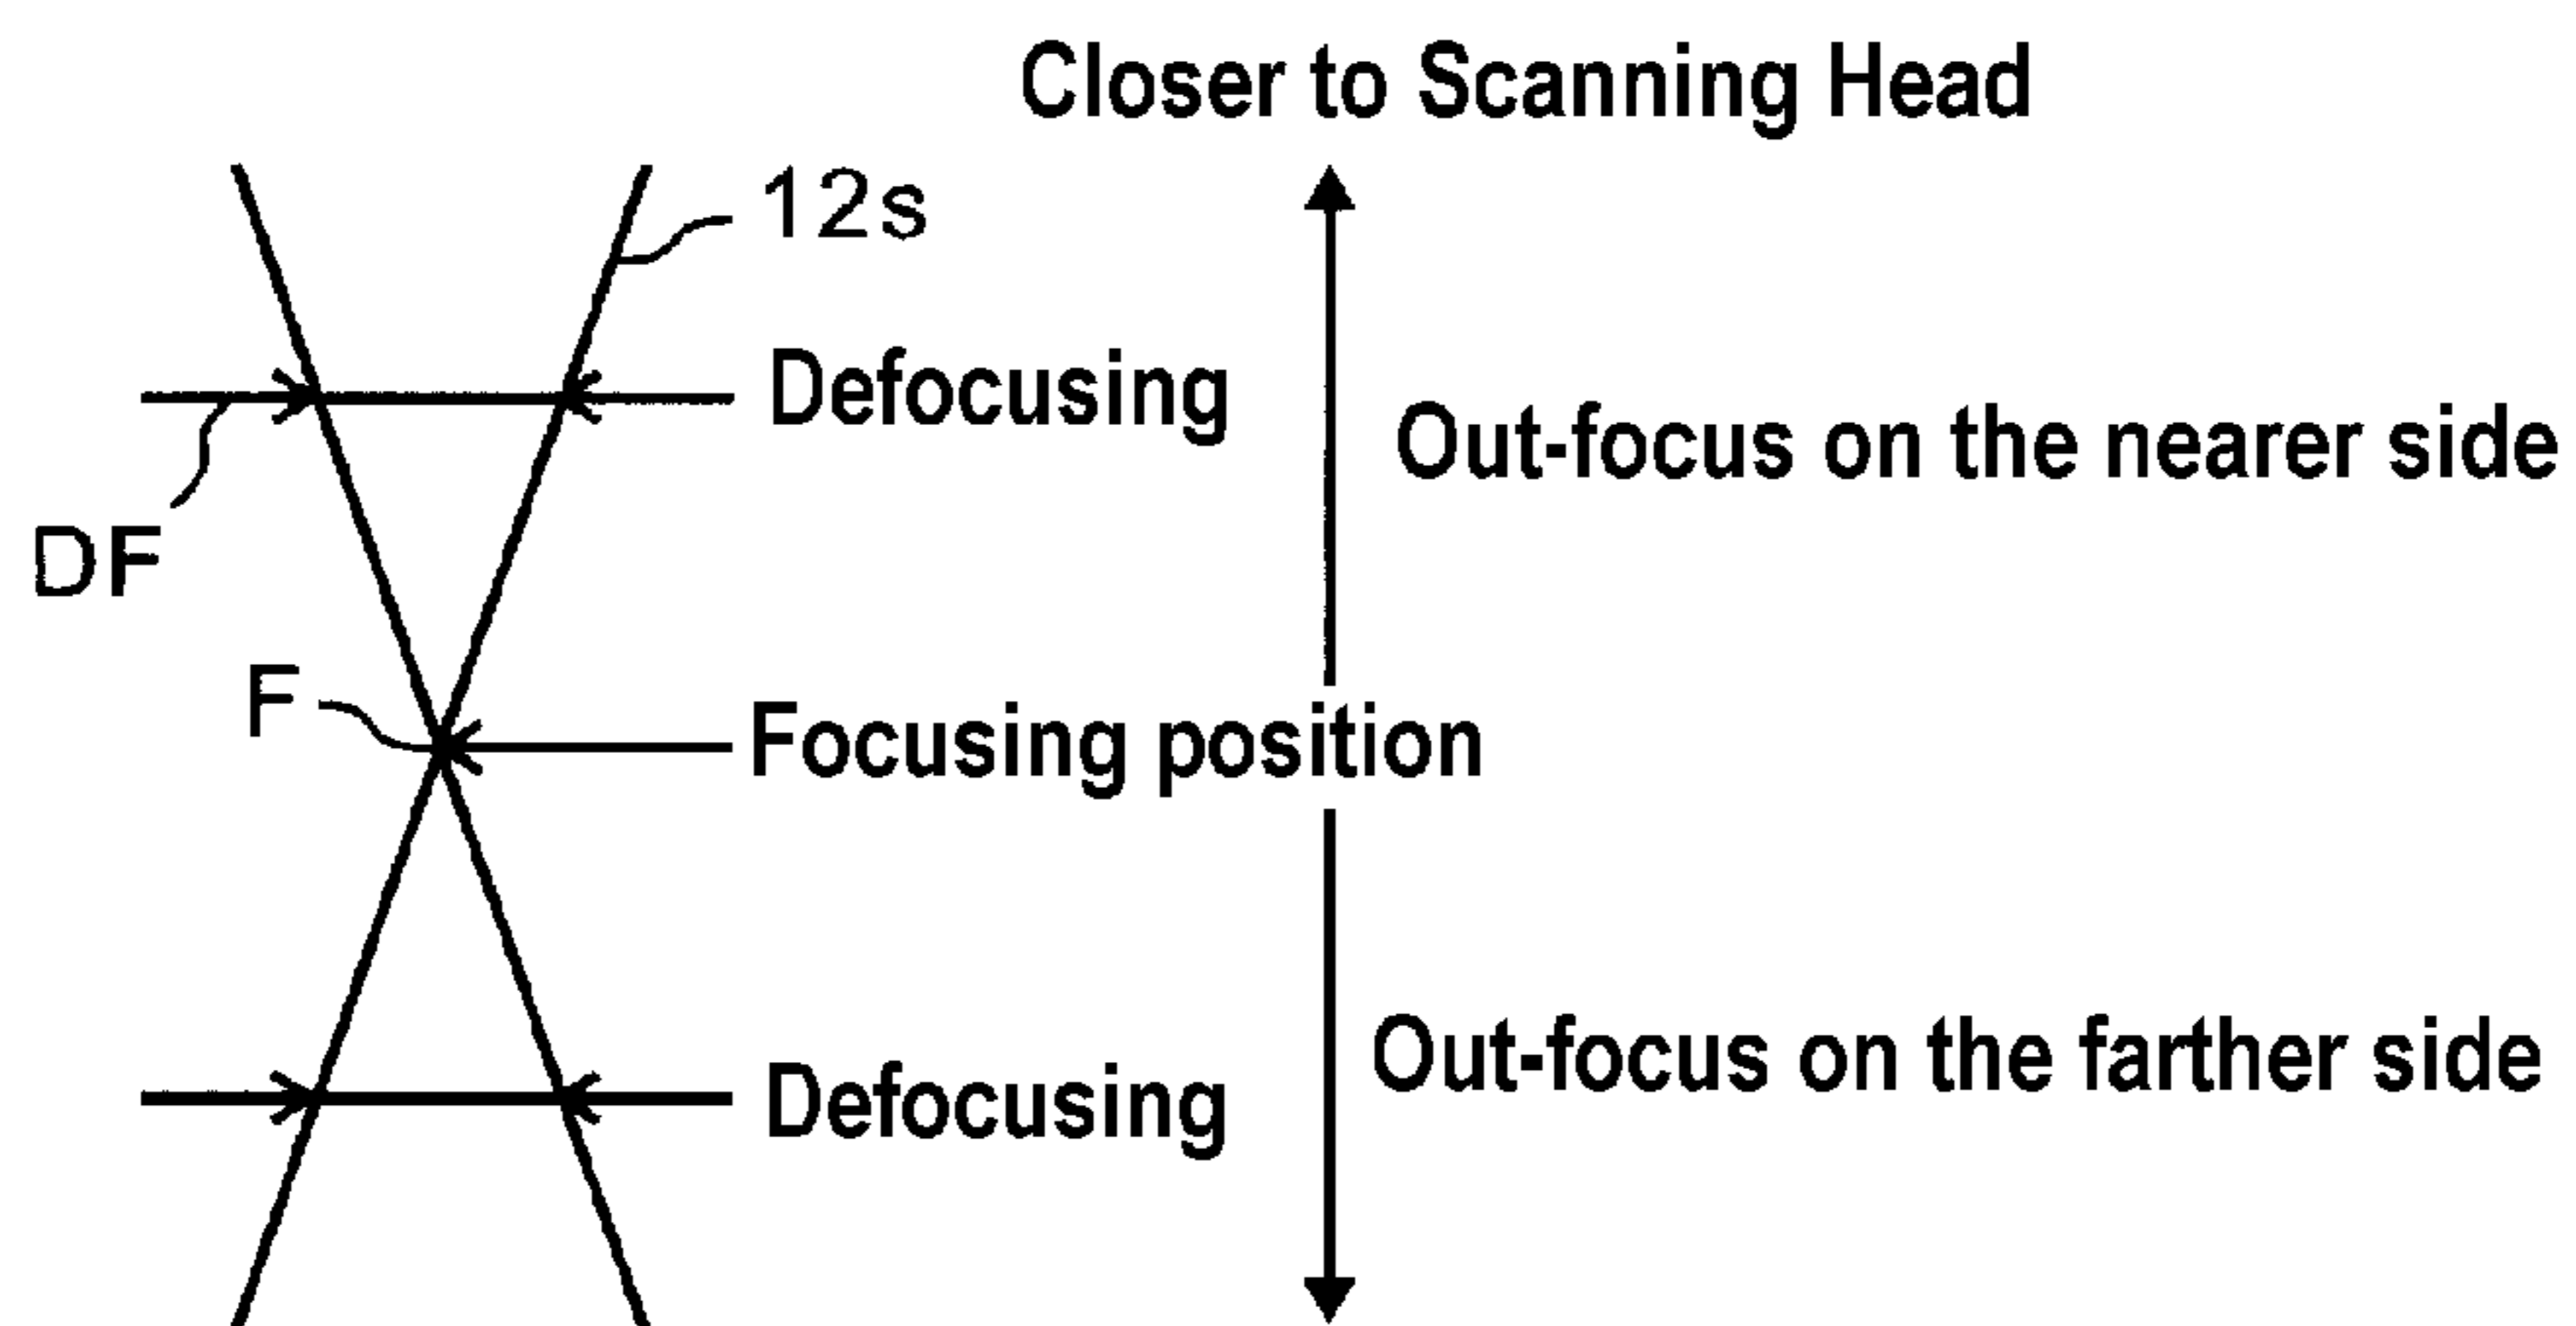 Closer to Scanning Head
12s
Defocusing
Out-focus on the nearer side
DF
F
Focusing position
Out-focus on the farther side
Defocusing